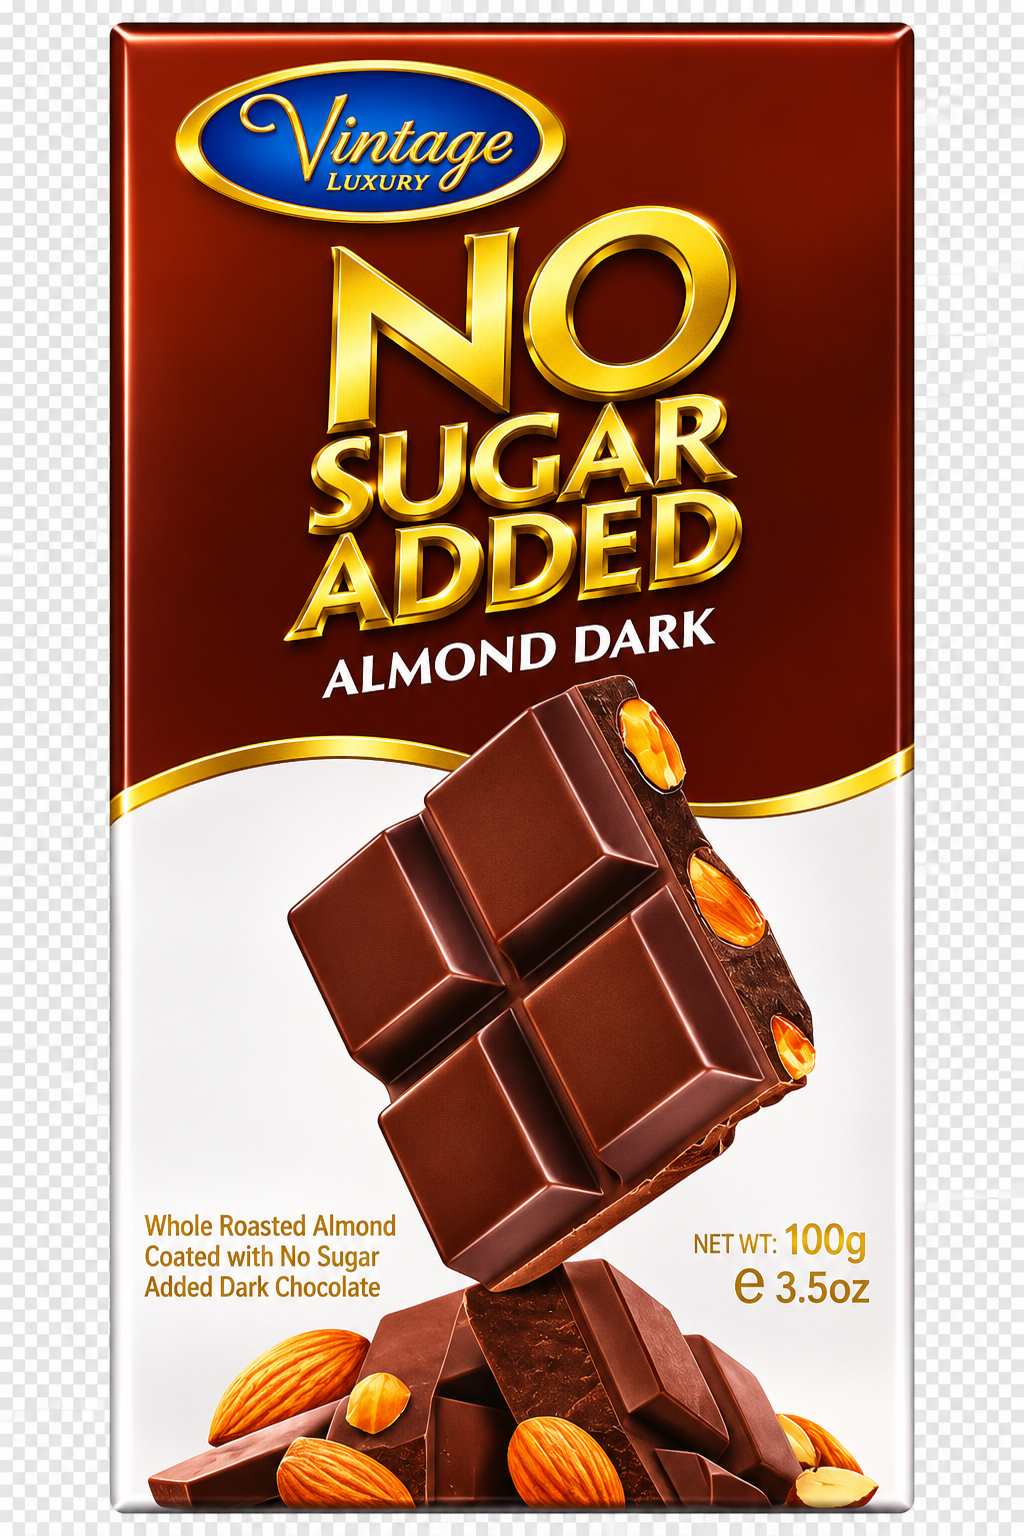 Vintage
LUXURY
NO
SUGAR
ADDED
ALMOND DARK
Whole Roasted Almond
Coated with No Sugar
Added Dark Chocolate
NET WT: 100g
℮ 3.5oz